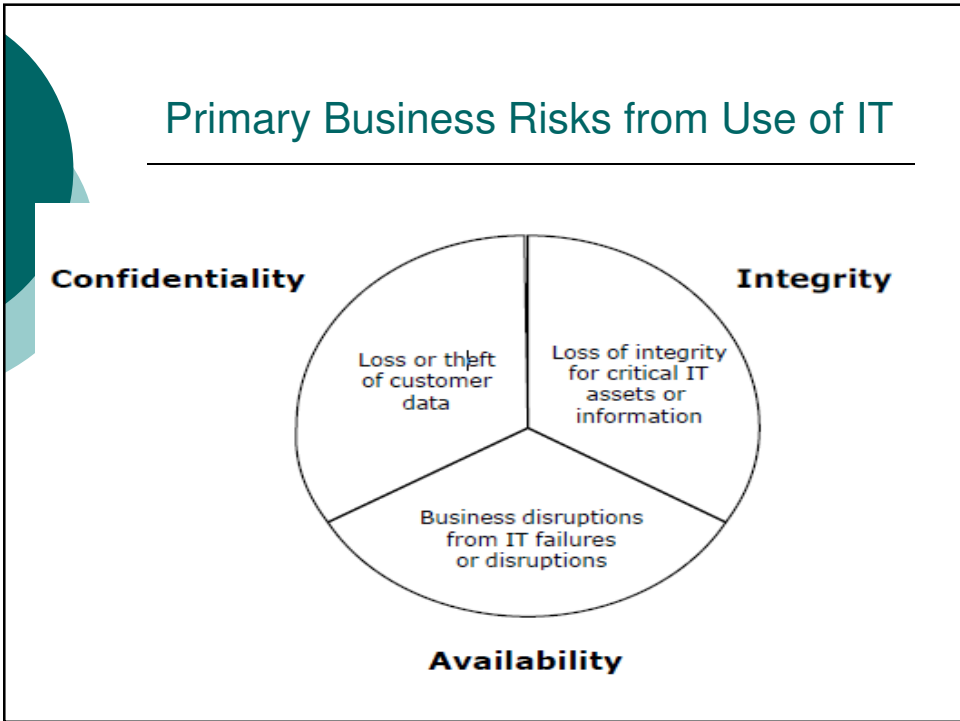 Primary Business Risks from Use of IT
Confidentiality
Integrity
Loss or theft
of customer
data
Loss of integrity
for critical IT
assets or
information
Business disruptions
from IT failures
or disruptions
Availability